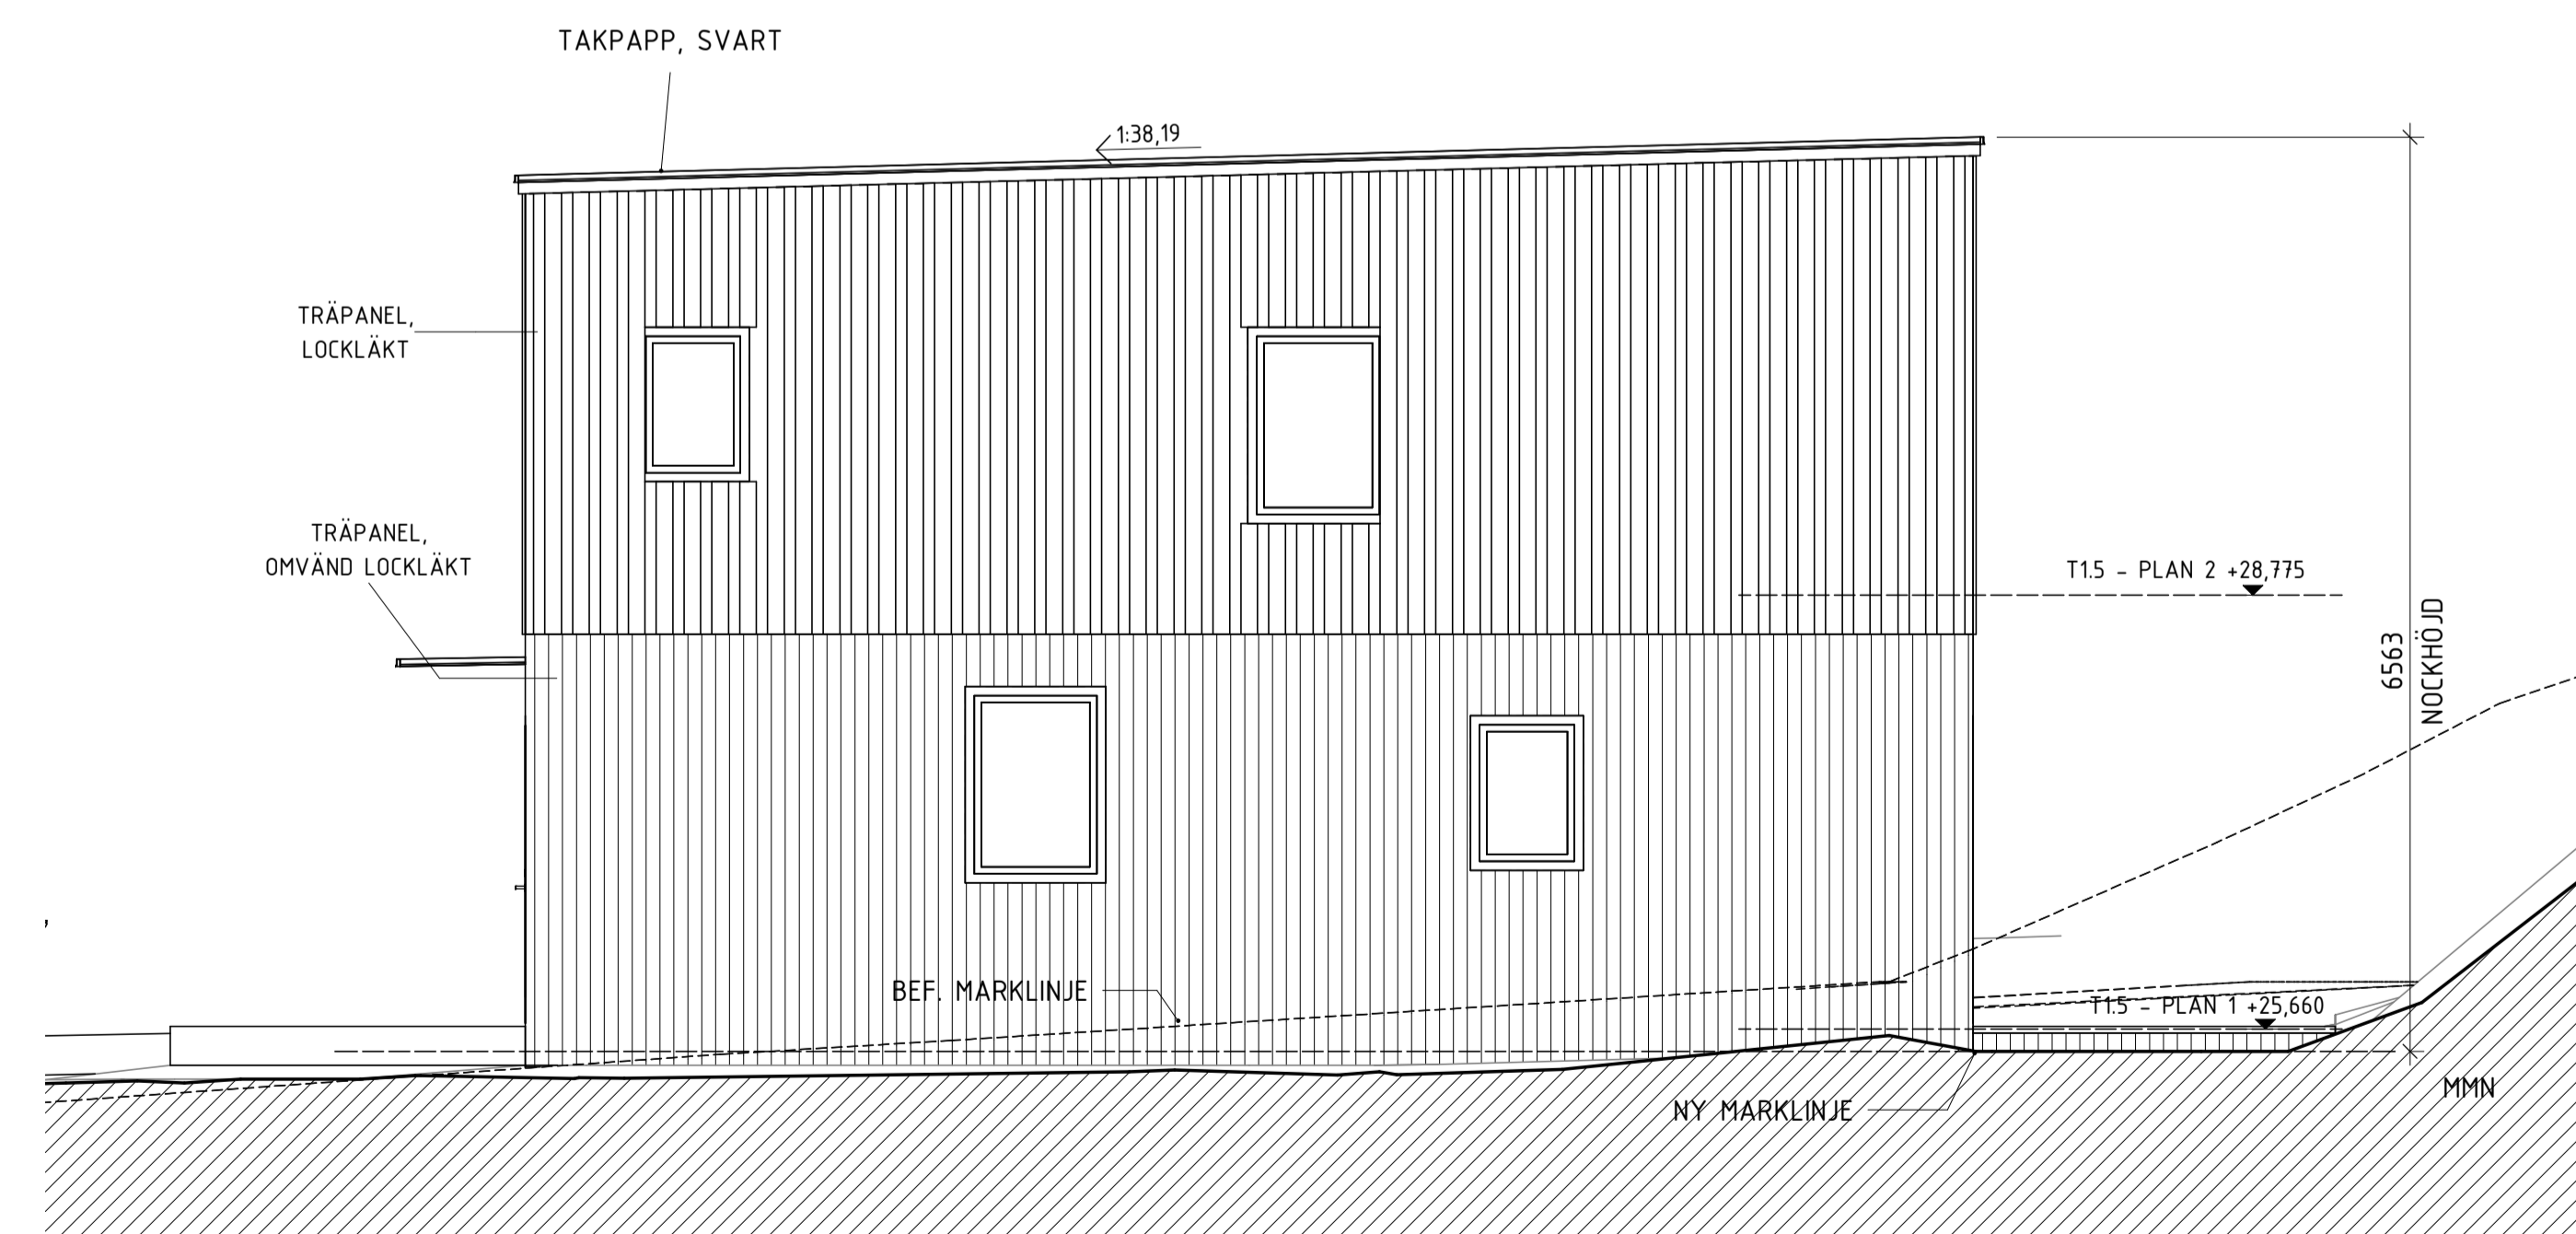 TAKPAPP, SVART
1:38,19
TRÄPANEL,
LOCKLÄKT
TRÄPANEL,
OMVÄND LOCKLÄKT
T1.5 - PLAN 2 +28,775
6563
NOCKHÖJD
BEF. MARKLINJE
T1.5 - PLAN 1 +25,660
MMN
NY MARKLINJE